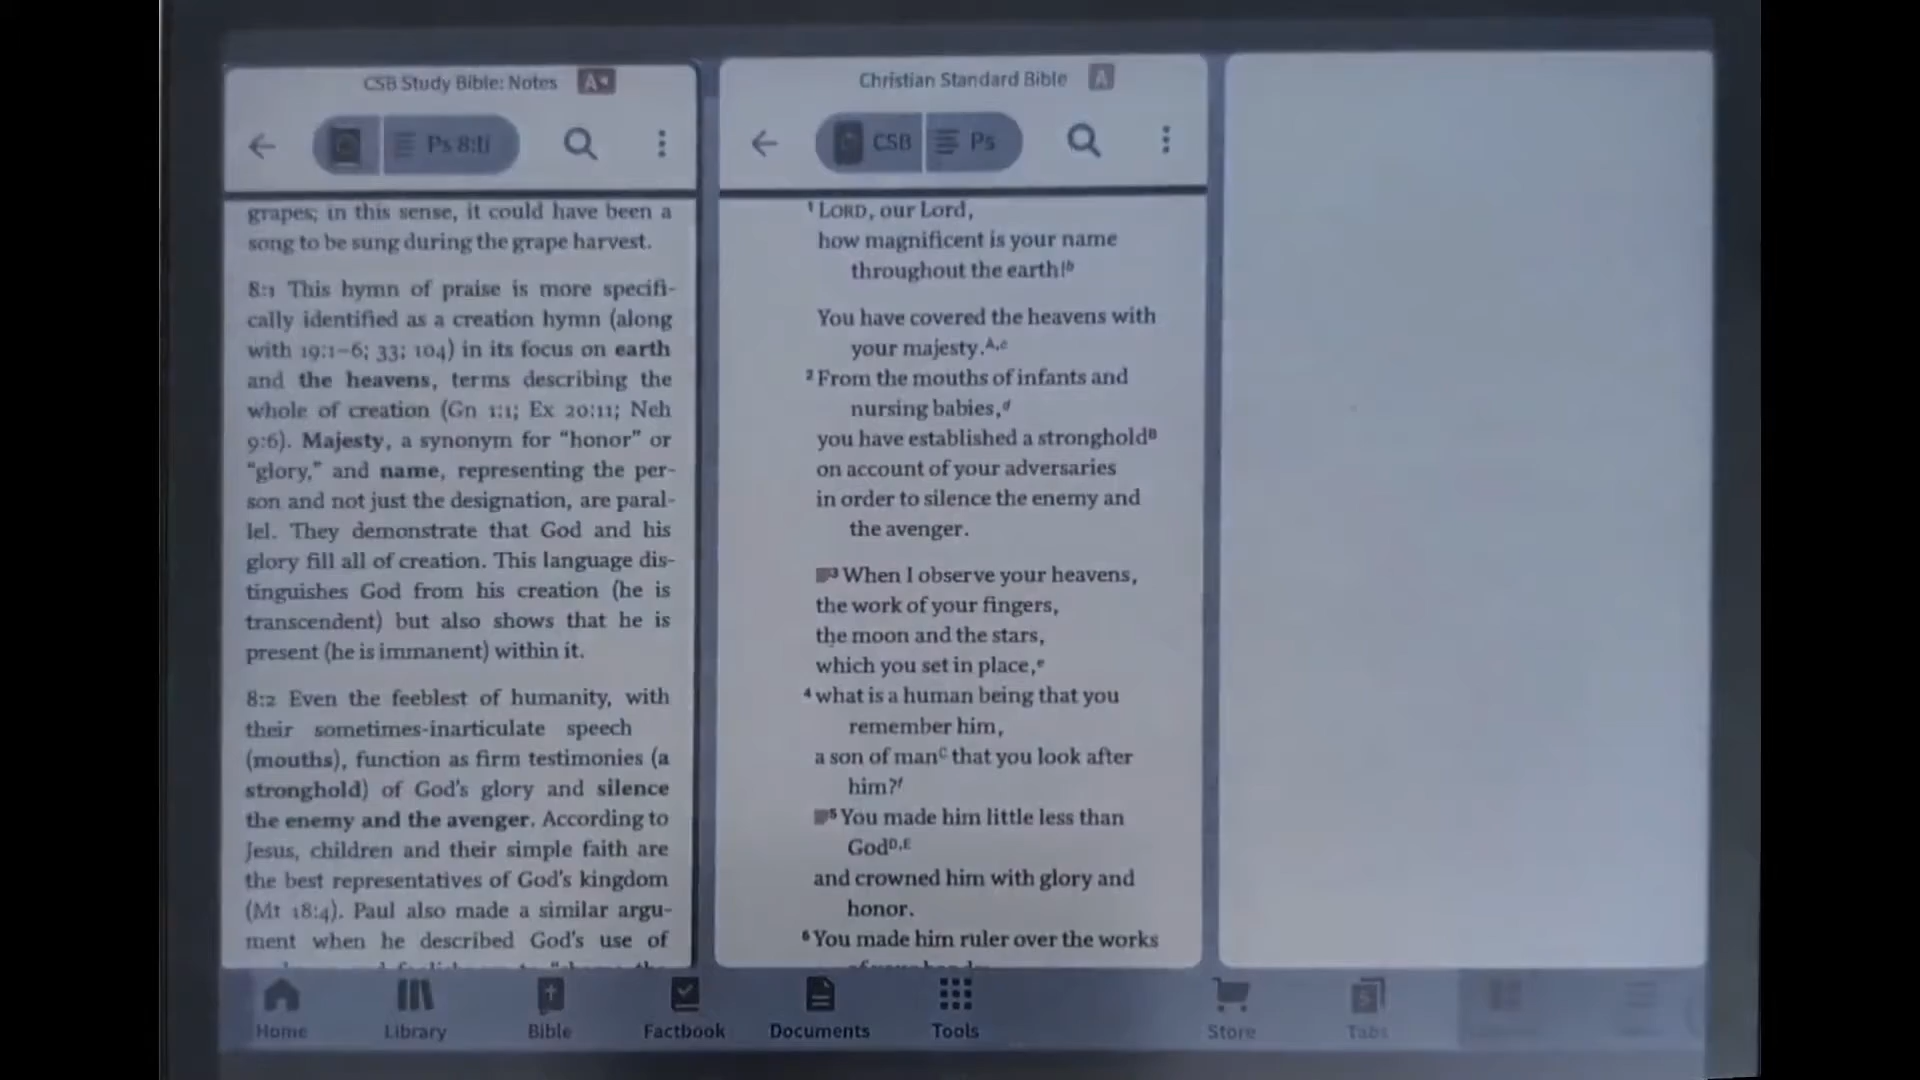 CSB Study Bible: Notes
Ps 8:ti
grapes; in this sense, it could have been a
song to be sung during the grape harvest.
8:1 This hymn of praise is more specifi-
cally identified as a creation hymn (along
with 19:1–6; 33; 104) in its focus on earth
and the heavens, terms describing the
whole of creation (Gn 1:1; Ex 20:11; Neh
9:6). Majesty, a synonym for “honor” or
“glory,” and name, representing the per-
son and not just the designation, are paral-
lel. They demonstrate that God and his
glory fill all of creation. This language dis-
tinguishes God from his creation (he is
transcendent) but also shows that he is
present (he is immanent) within it.
8:2 Even the feeblest of humanity, with
their sometimes-inarticulate speech
(mouths), function as firm testimonies (a
stronghold) of God's glory and silence
the enemy and the avenger. According to
Jesus, children and their simple faith are
the best representatives of God's kingdom
(Mt 18:4). Paul also made a similar argu-
ment when he described God's use of
Christian Standard Bible A
CSB Ps
1 LORD, our Lord,
how magnificent is your name
throughout the earth!b
You have covered the heavens with
your majesty.A,c
2 From the mouths of infants and
nursing babies,d
you have established a strongholdB
on account of your adversaries
in order to silence the enemy and
the avenger.
3 When I observe your heavens,
the work of your fingers,
the moon and the stars,
which you set in place,e
4 what is a human being that you
remember him,
a son of manC that you look after
him?f
5 You made him little less than
GodD,E
and crowned him with glory and
honor.
6 You made him ruler over the works
Home Library Bible Factbook Documents Tools Store Tabs